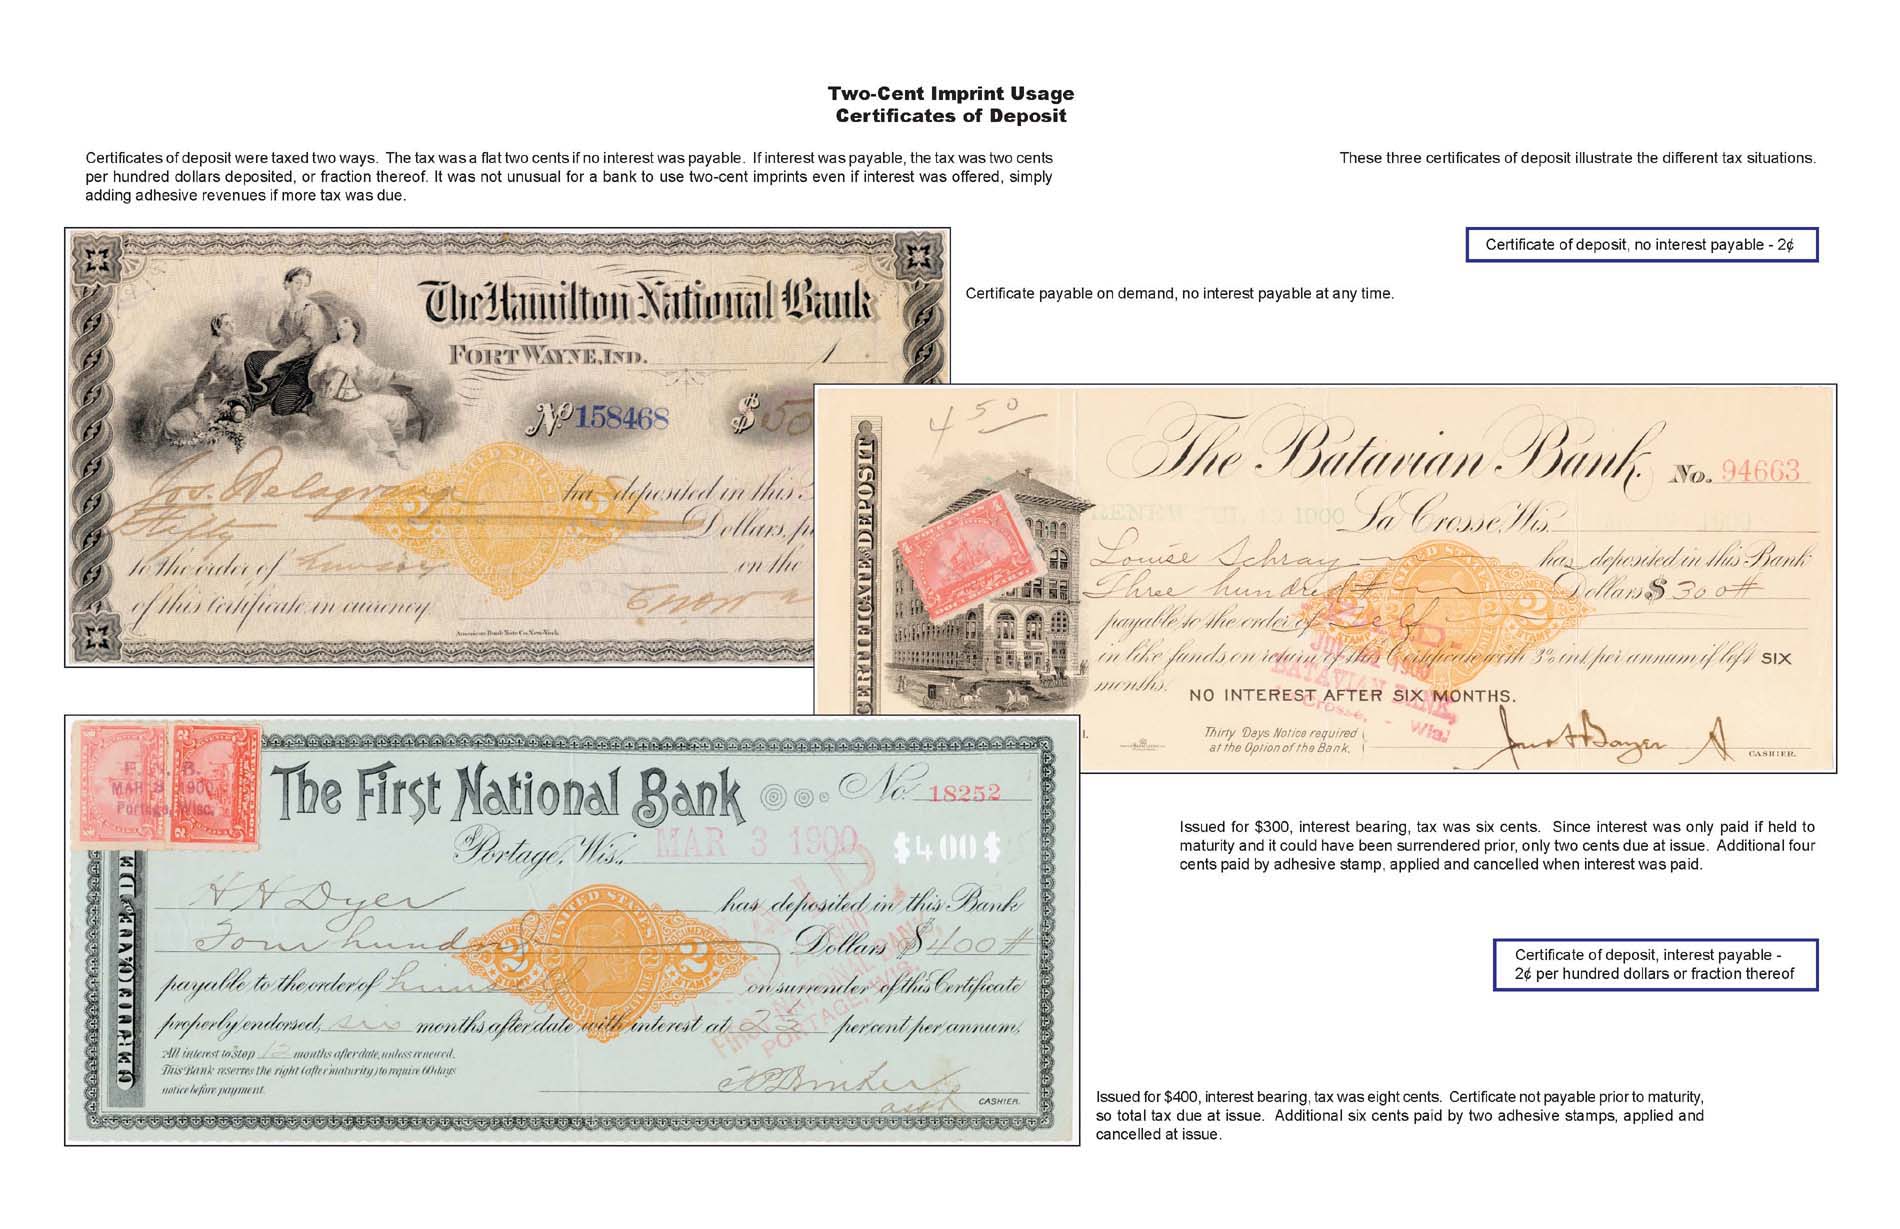 Two-Cent Imprint Usage
Certificates of Deposit
Certificates of deposit were taxed two ways. The tax was a flat two cents if no interest was payable. If interest was payable, the tax was two cents
per hundred dollars deposited, or fraction thereof. It was not unusual for a bank to use two-cent imprints even if interest was offered, simply
adding adhesive revenues if more tax was due.
These three certificates of deposit illustrate the different tax situations.
Certificate of deposit, no interest payable - 2¢
Certificate payable on demand, no interest payable at any time.
The Hamilton National Bank
FORT WAYNE, IND. 1
No 158468 $50
Jos. Delagrange has deposited in this
Fifty Dollars, p
to the order of himself on the
of this Certificate in currency.
American Bank Note Co. New York
CERTIFICATE DEPOSIT
4 50
The Batavian Bank.
No. 94663
JUL 1900 La Crosse, Wis.
Louise Schray has deposited in this Bank
Three hundred Dollars $ 300
payable to the order of Self
in like funds on return of this Certificate with 3% int per annum if left SIX
months.
NO INTEREST AFTER SIX MONTHS.
PAID
1900
BATAVIAN BANK,
La Crosse, - Wis.
Thirty Days Notice required
at the Option of the Bank.
CASHIER.
F. N. B.
MAR 3 1900
Portage, Wisc.
The First National Bank
No. 18252
Portage, Wis., MAR 3 1900
$400$
CERTIFICATE DE
H H Dyer has deposited in this Bank
Four hundred Dollars $400
payable to the order of himself on surrender of this Certificate
properly endorsed, six months after date with interest at per cent per annum,
UNITED STATES
DOCUMENTARY
2
STAMP
FIRST NATIONAL BANK,
PORTAGE, WIS.
All interest to stop 12 months after date, unless renewed.
This Bank reserves the right (after maturity) to require 60 days
notice before payment.
CASHIER.
Issued for $300, interest bearing, tax was six cents. Since interest was only paid if held to
maturity and it could have been surrendered prior, only two cents due at issue. Additional four
cents paid by adhesive stamp, applied and cancelled when interest was paid.
Certificate of deposit, interest payable -
2¢ per hundred dollars or fraction thereof
Issued for $400, interest bearing, tax was eight cents. Certificate not payable prior to maturity,
so total tax due at issue. Additional six cents paid by two adhesive stamps, applied and
cancelled at issue.